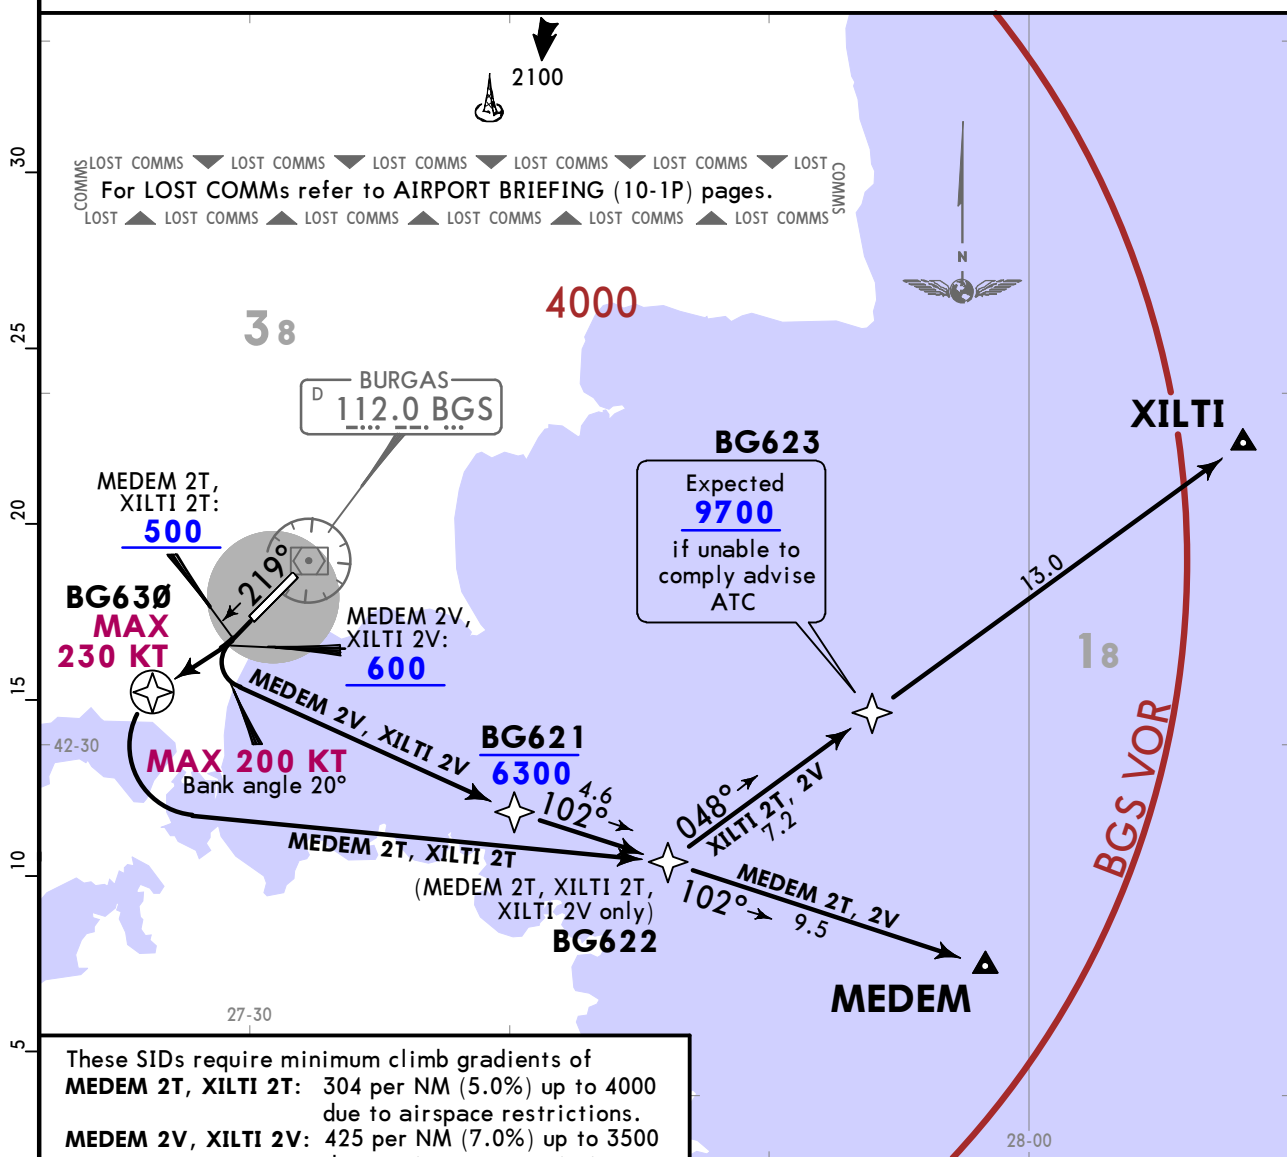 2100
LOST COMMS LOST COMMS LOST COMMS LOST COMMS LOST COMMS LOST
COMMS
For LOST COMMs refer to AIRPORT BRIEFING (10-1P) pages.
COMMS
LOST LOST COMMS LOST COMMS LOST COMMS LOST COMMS LOST COMMS
30
N
4000
38
25
BURGAS
D 112.0 BGS
XILTI
BG623
Expected
9700
if unable to
comply advise
ATC
MEDEM 2T,
XILTI 2T:
500
20
219°
13.0
BG630
MAX
230 KT
MEDEM 2V,
XILTI 2V:
600
18
15
MEDEM 2V, XILTI 2V
BGS VOR
42-30
MAX 200 KT
Bank angle 20°
BG621
6300
4.6
102°
048°
XILTI 2T, 2V
7.2
MEDEM 2T, XILTI 2T
10
(MEDEM 2T, XILTI 2T,
XILTI 2V only)
BG622
MEDEM 2T, 2V
102°
9.5
MEDEM
27-30
5
These SIDs require minimum climb gradients of
MEDEM 2T, XILTI 2T: 304 per NM (5.0%) up to 4000
due to airspace restrictions.
MEDEM 2V, XILTI 2V: 425 per NM (7.0%) up to 3500
28-00